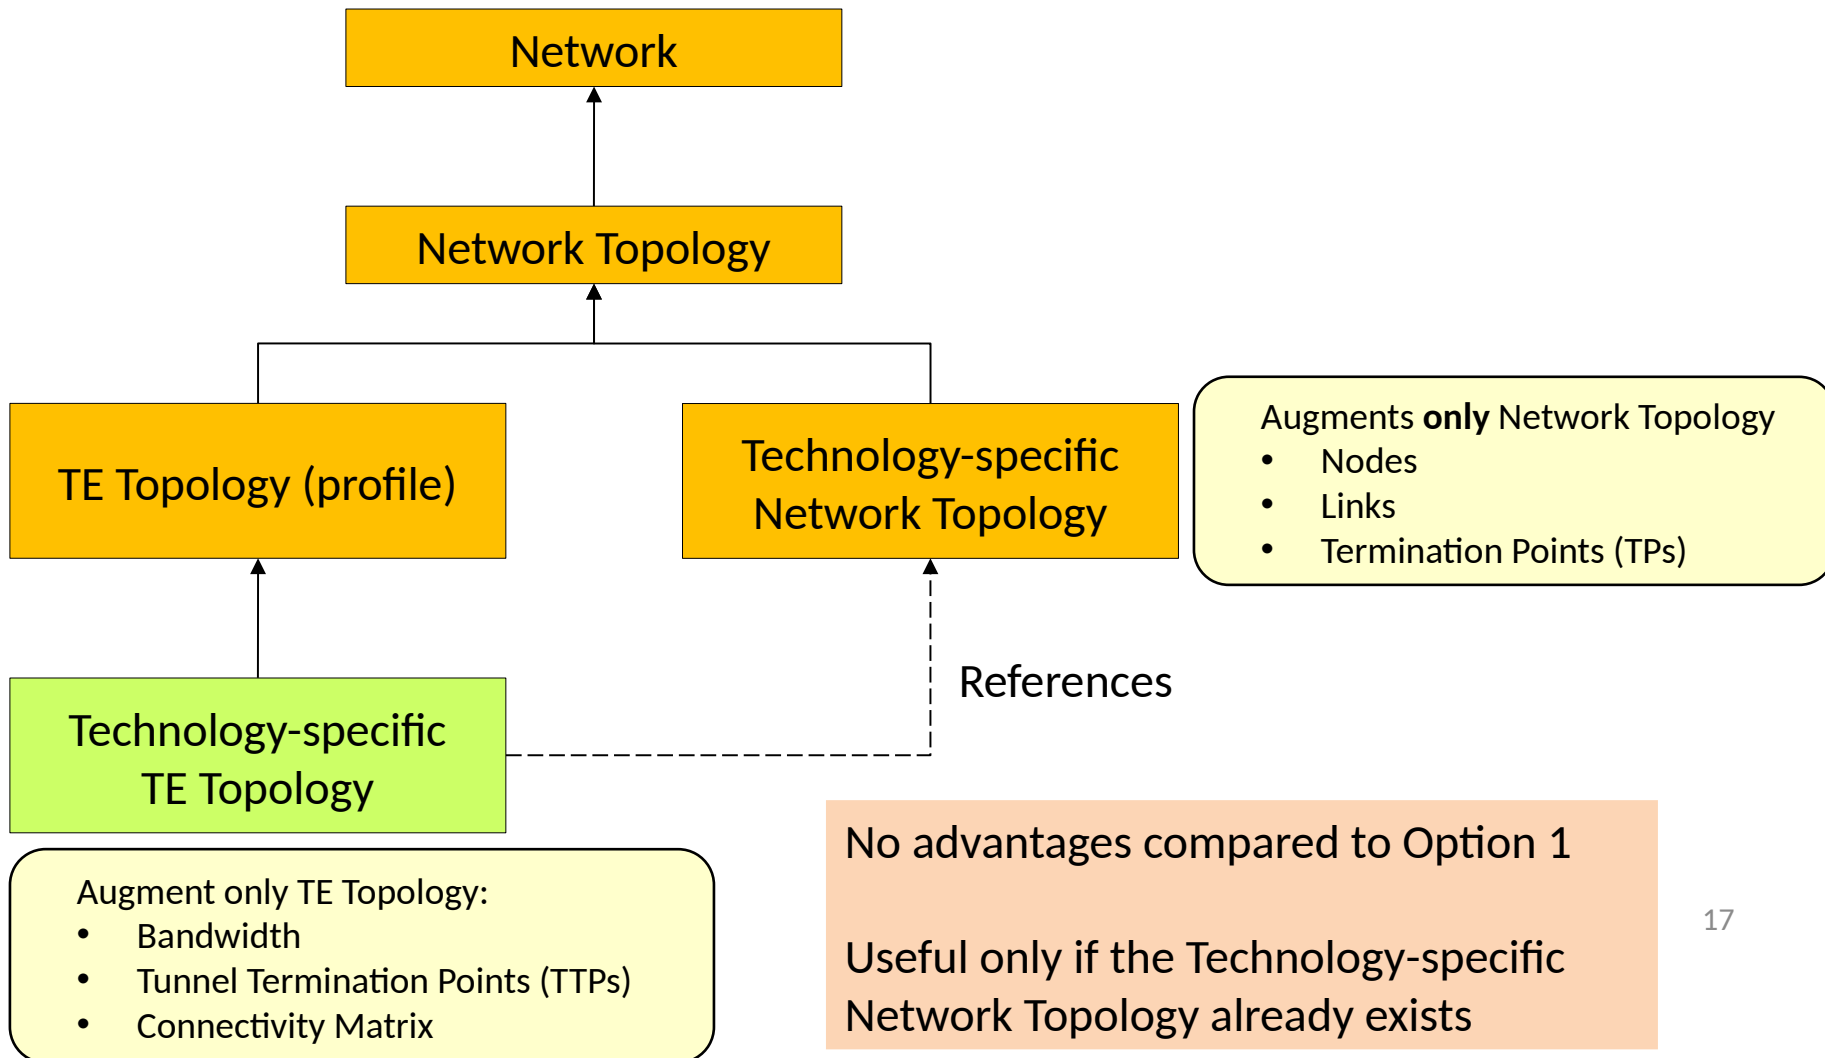 Network
Network Topology
TE Topology (profile)
Technology-specific
Network Topology
Augments only Network Topology
• Nodes
• Links
• Termination Points (TPs)
References
Technology-specific
TE Topology
Augment only TE Topology:
• Bandwidth
• Tunnel Termination Points (TTPs)
• Connectivity Matrix
No advantages compared to Option 1
Useful only if the Technology-specific
Network Topology already exists
17